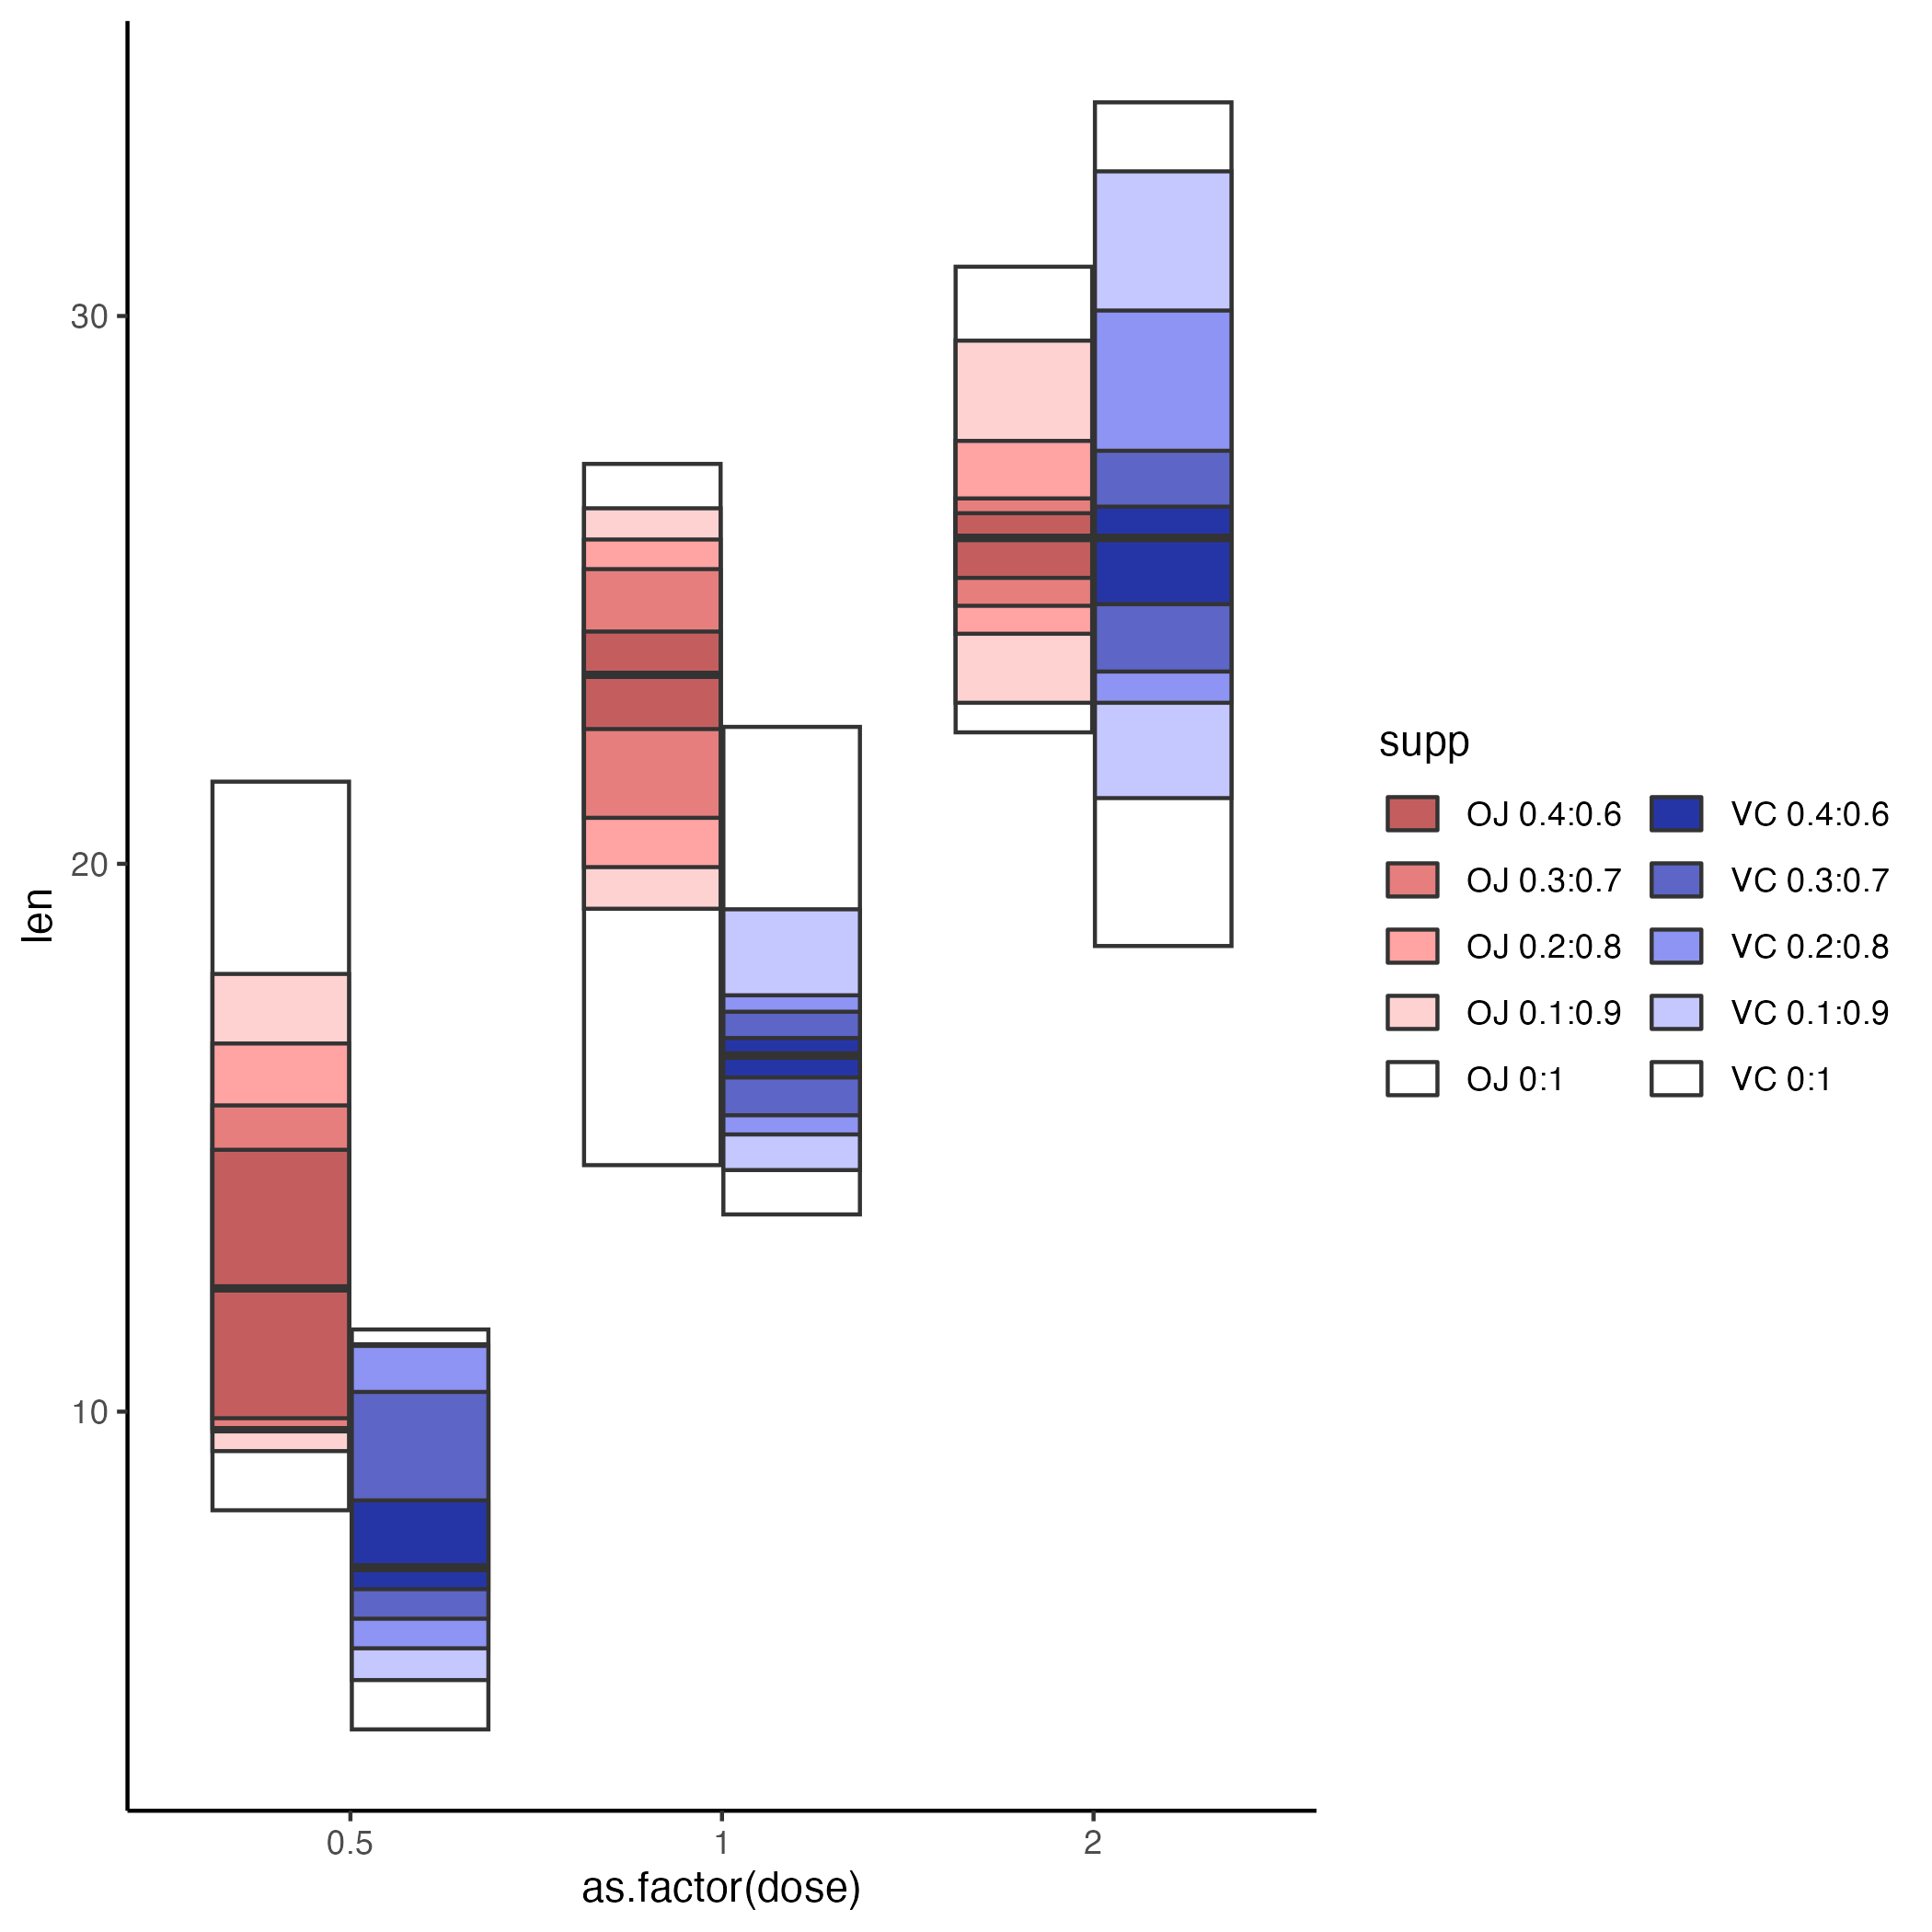 len
30
20
10
0.5
1
2
as.factor(dose)
supp
OJ 0.4:0.6
OJ 0.3:0.7
OJ 0.2:0.8
OJ 0.1:0.9
OJ 0:1
VC 0.4:0.6
VC 0.3:0.7
VC 0.2:0.8
VC 0.1:0.9
VC 0:1